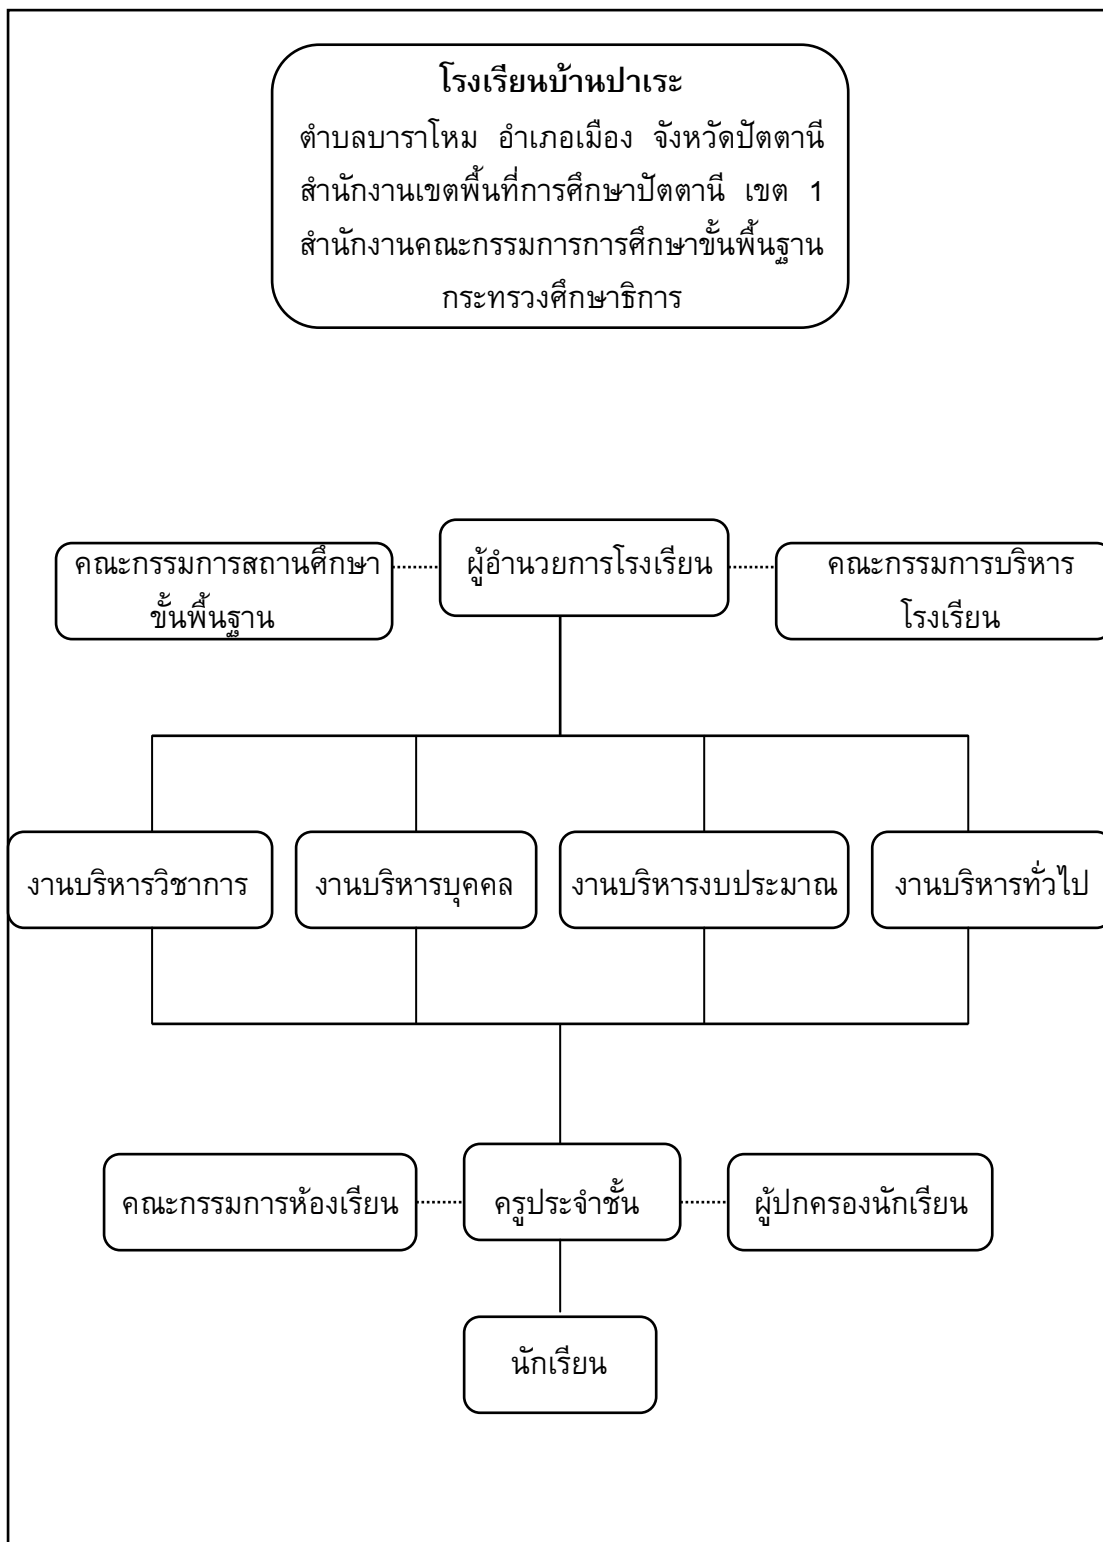 โรงเรียนบ้านปาเระ
ตำบลบาราโหม อำเภอเมือง จังหวัดปัตตานี
สำนักงานเขตพื้นที่การศึกษาปัตตานี เขต 1
สำนักงานคณะกรรมการการศึกษาขั้นพื้นฐาน
กระทรวงศึกษาธิการ
คณะกรรมการสถานศึกษา
ขั้นพื้นฐาน
ผู้อำนวยการโรงเรียน
คณะกรรมการบริหาร
โรงเรียน
งานบริหารวิชาการ
งานบริหารบุคคล
งานบริหารงบประมาณ
งานบริหารทั่วไป
คณะกรรมการห้องเรียน
ครูประจำชั้น
ผู้ปกครองนักเรียน
นักเรียน